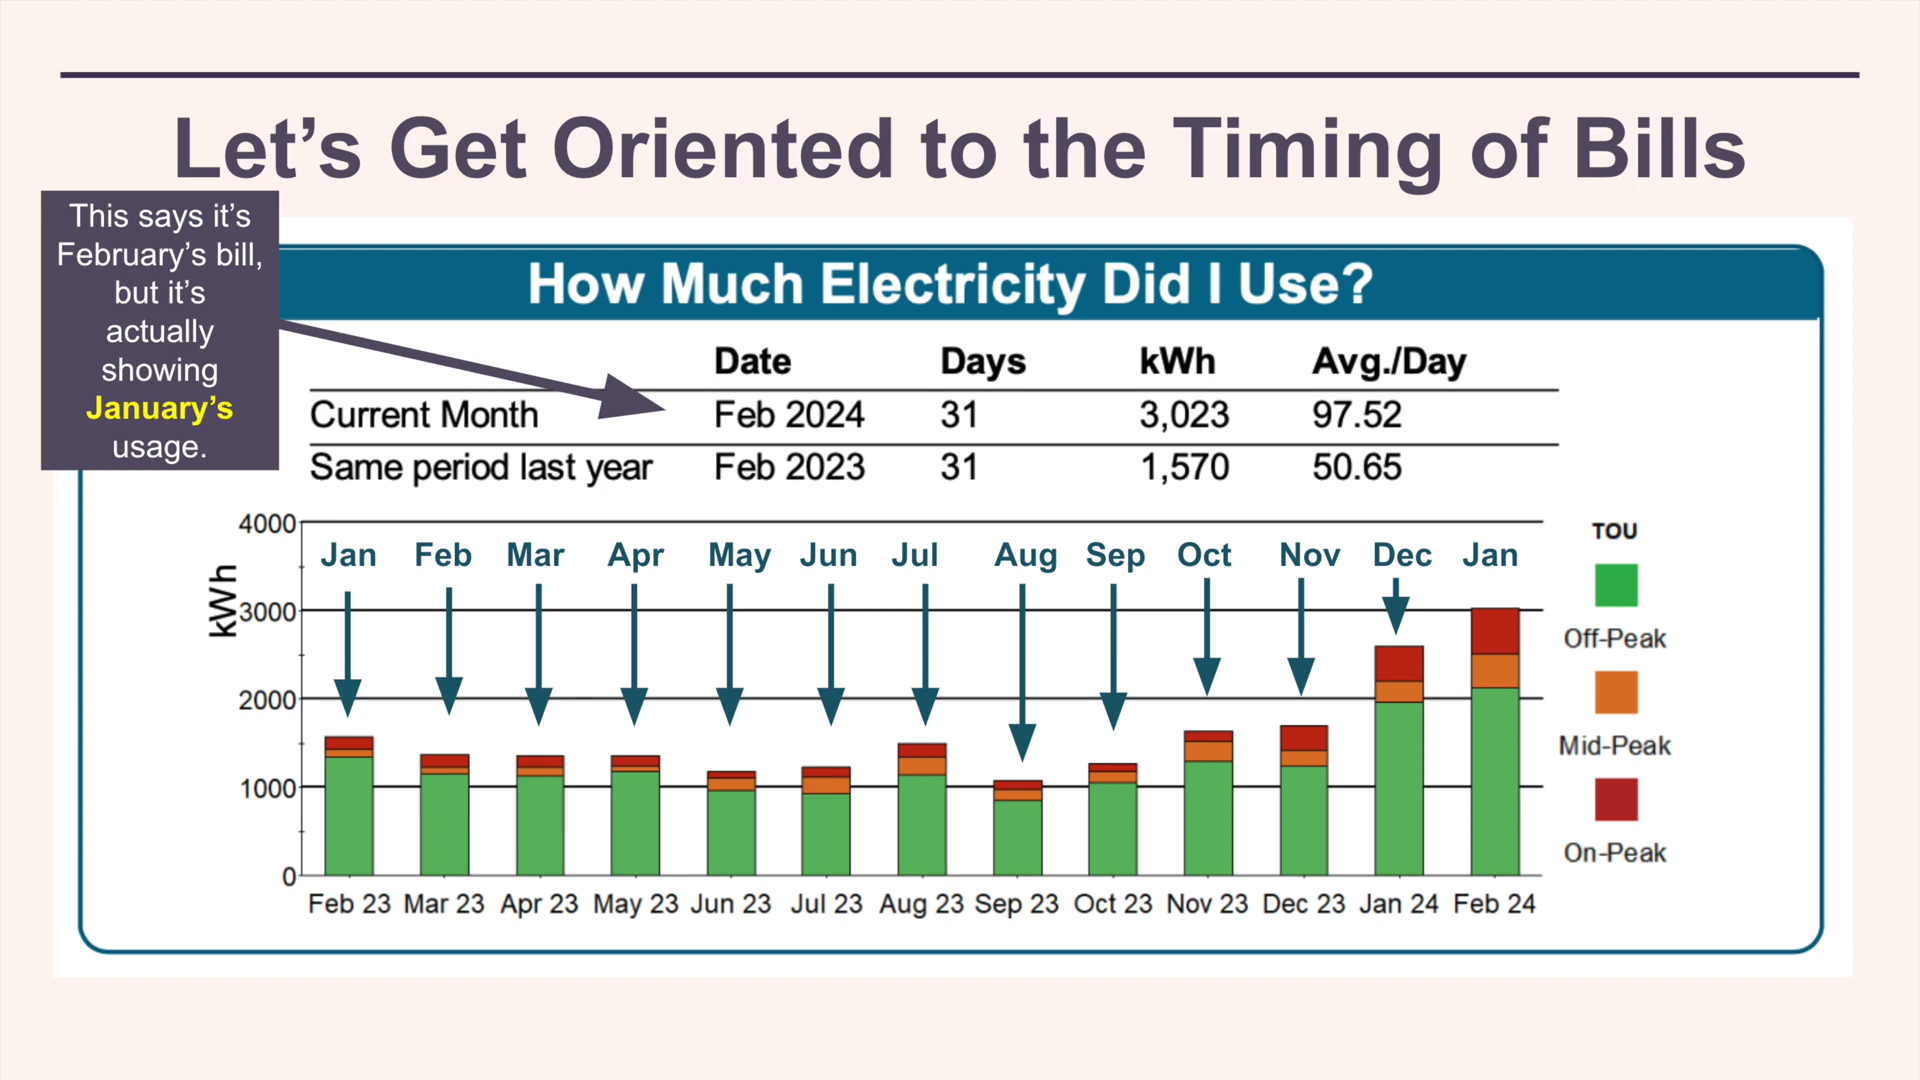 Let’s Get Oriented to the Timing of Bills
This says it’s
February’s bill,
but it’s
actually
showing
January’s
usage.
How Much Electricity Did I Use?
Date Days kWh Avg./Day
Current Month Feb 2024 31 3,023 97.52
Same period last year Feb 2023 31 1,570 50.65
kWh
4000
3000
2000
1000
0
Jan Feb Mar Apr May Jun Jul Aug Sep Oct Nov Dec Jan
Feb 23 Mar 23 Apr 23 May 23 Jun 23 Jul 23 Aug 23 Sep 23 Oct 23 Nov 23 Dec 23 Jan 24 Feb 24
TOU
Off-Peak
Mid-Peak
On-Peak